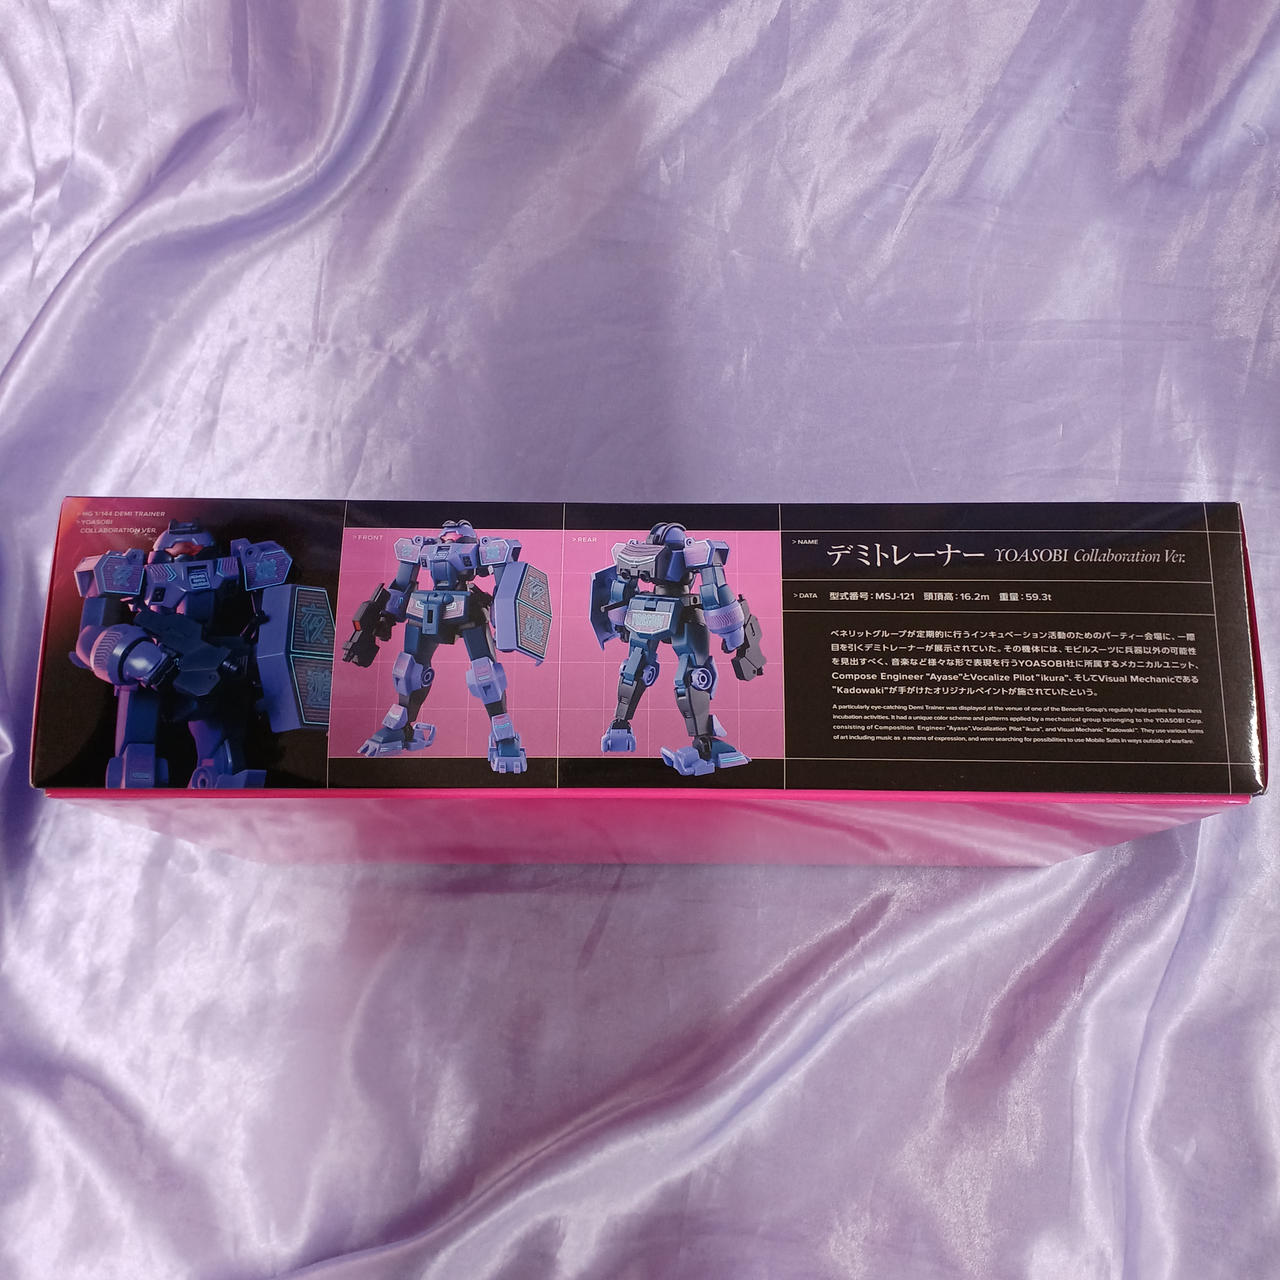 > HG 1/144 DEMI TRAINER
> YOASOBI
COLLABORATION VER.
> FRONT
> REAR
> NAME
デミトレーナー YOASOBI Collaboration Ver.
> DATA
型式番号：MSJ-121 頭頂高：16.2m 重量：59.3t
ベネリットグループが定期的に行うインキュベーション活動のためのパーティー会場に、一際
目を引くデミトレーナーが展示されていた。その機体には、モビルスーツに兵器以外の可能性
を見出すべく、音楽など様々な形で表現を行うYOASOBI社に所属するメカニカルユニット、
Compose Engineer "Ayase"とVocalize Pilot"ikura"、そしてVisual Mechanicである
"Kadowaki"が手がけたオリジナルペイントが施されていたという。
A particularly eye-catching Demi Trainer was displayed at the venue of one of the Beneritt Group's regularly held parties for business
incubation activities. It had a unique color scheme and patterns applied by a mechanical group belonging to the YOASOBI Corp.
consisting of Composition Engineer "Ayase",Vocalization Pilot "ikura", and Visual Mechanic "Kadowaki". They use various forms
of art including music as a means of expression, and were searching for possibilities to use Mobile Suits in ways outside of warfare.